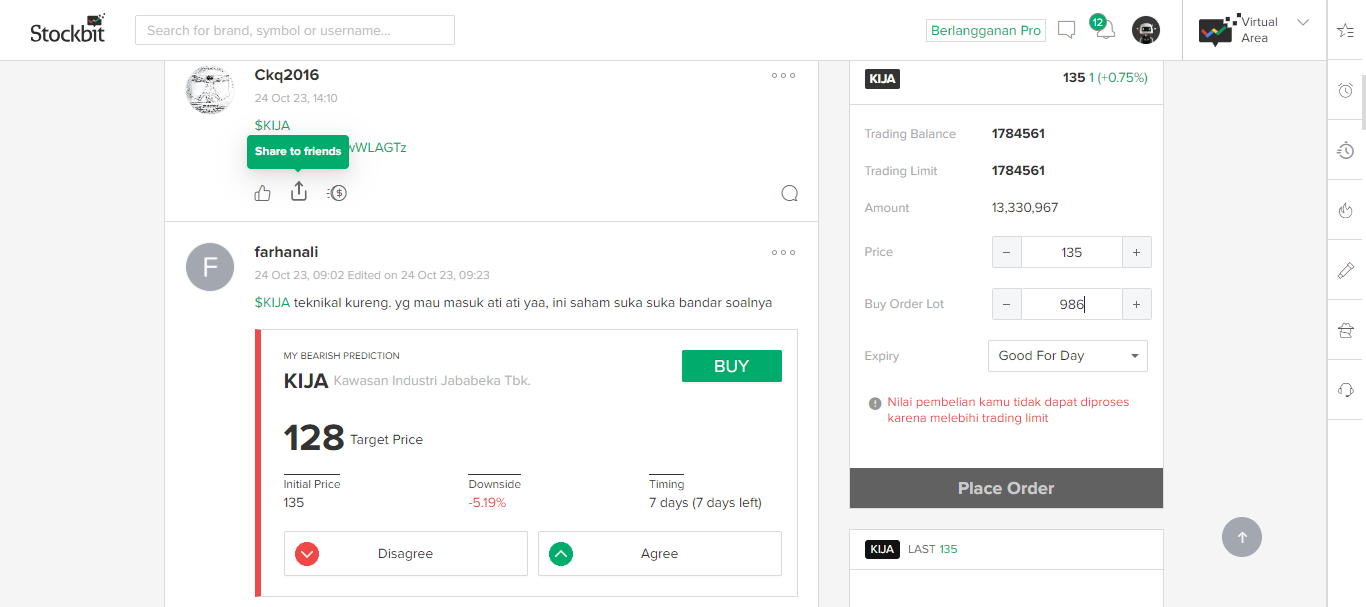 Stockbit
Search for brand, symbol or username...
Berlangganan Pro
12
Virtual
Area
Ckq2016
24 Oct 23, 14:10
$KIJA
Share to friends
wWLAGTz
farhanali
F
24 Oct 23, 09:02 Edited on 24 Oct 23, 09:23
$KIJA teknikal kureng. yg mau masuk ati ati yaa, ini saham suka suka bandar soalnya
MY BEARISH PREDICTION
KIJA Kawasan Industri Jababeka Tbk.
BUY
128 Target Price
Initial Price
135
Downside
-5.19%
Timing
7 days (7 days left)
Disagree
Agree
KIJA
135 1 (+0.75%)
Trading Balance 1784561
Trading Limit 1784561
Amount 13,330,967
Price - 135 +
Buy Order Lot - 986 +
Expiry Good For Day
Nilai pembelian kamu tidak dapat diproses
karena melebihi trading limit
Place Order
KIJA LAST 135